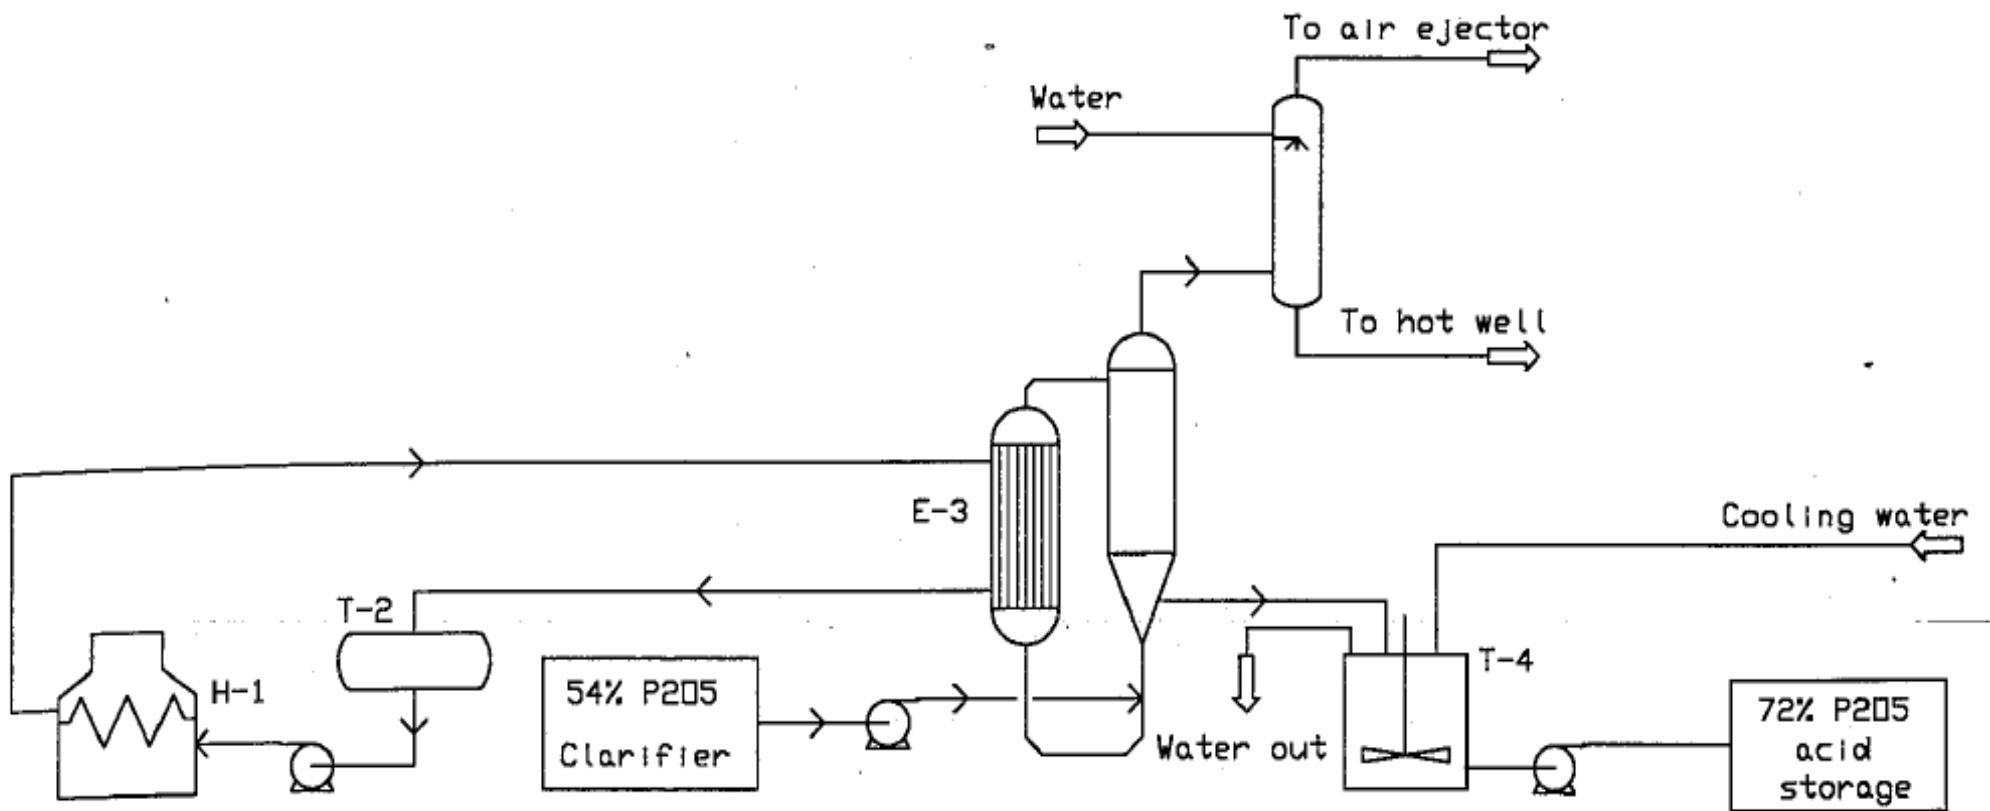 To air ejector
Water
To hot well
E-3
Cooling water
T-2
T-4
H-1
54% P2O5
Clarifier
Water out
72% P2O5
acid
storage